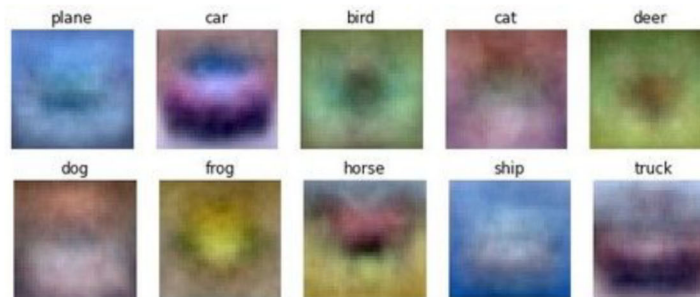 plane car bird cat deer
dog frog horse ship truck